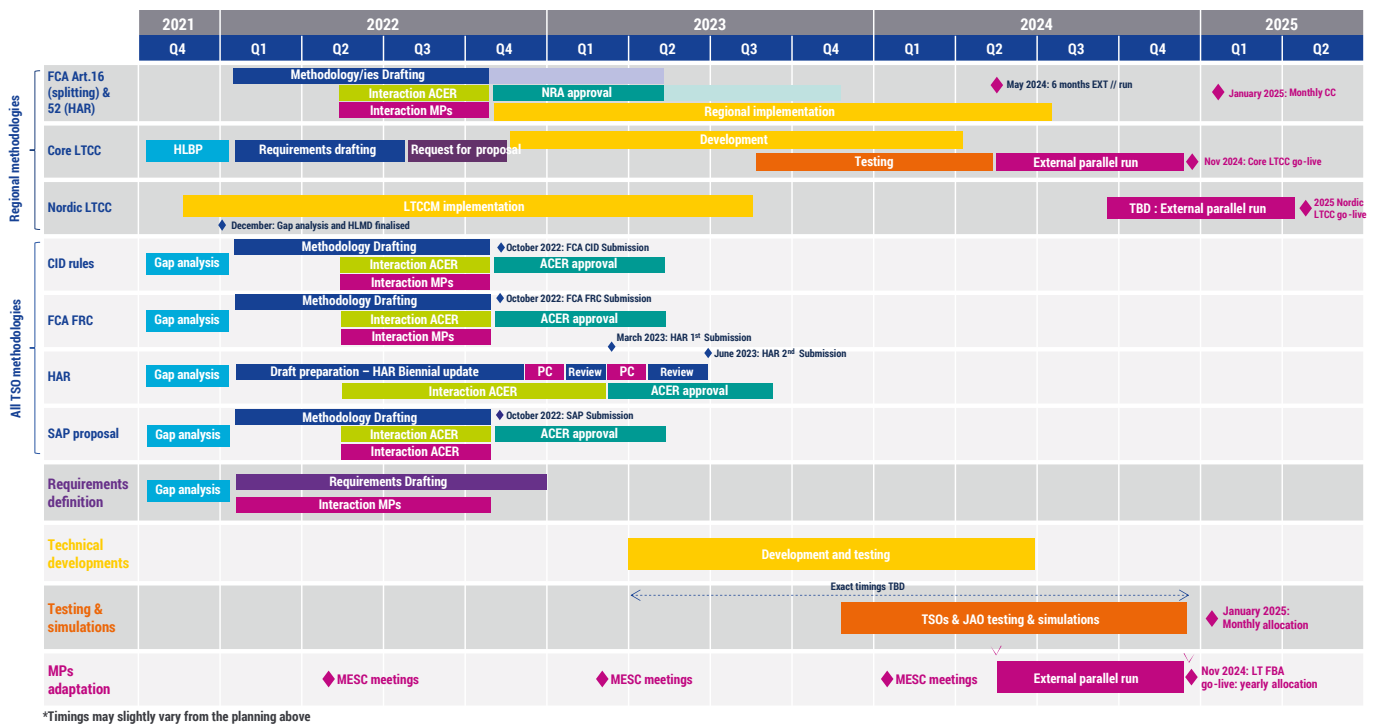 2021 2022 2023 2024 2025
Q4 Q1 Q2 Q3 Q4 Q1 Q2 Q3 Q4 Q1 Q2 Q3 Q4 Q1 Q2
Regional methodologies
FCA Art.16
(splitting) &
52 (HAR)
Methodology/ies Drafting
Interaction ACER
NRA approval
Interaction MPs
Regional implementation
May 2024: 6 months EXT // run
January 2025: Monthly CC
Core LTCC
HLBP
Requirements drafting
Request for proposal
Development
Testing
External parallel run
Nov 2024: Core LTCC go-live
Nordic LTCC
LTCCM implementation
December: Gap analysis and HLMD finalised
TBD : External parallel run
2025 Nordic
LTCC go-live
All TSO methodologies
CID rules
Gap analysis
Methodology Drafting
October 2022: FCA CID Submission
Interaction ACER
ACER approval
Interaction MPs
FCA FRC
Gap analysis
Methodology Drafting
October 2022: FCA FRC Submission
Interaction ACER
ACER approval
Interaction MPs
March 2023: HAR 1st Submission
June 2023: HAR 2nd Submission
HAR
Gap analysis
Draft preparation – HAR Biennial update
PC
Review
PC
Review
Interaction ACER
ACER approval
SAP proposal
Gap analysis
Methodology Drafting
October 2022: SAP Submission
Interaction ACER
ACER approval
Interaction ACER
Requirements
definition
Gap analysis
Requirements Drafting
Interaction MPs
Technical
developments
Development and testing
Testing &
simulations
Exact timings TBD
TSOs & JAO testing & simulations
January 2025:
Monthly allocation
MPs
adaptation
MESC meetings
MESC meetings
MESC meetings
External parallel run
Nov 2024: LT FBA
go-live: yearly allocation
*Timings may slightly vary from the planning above